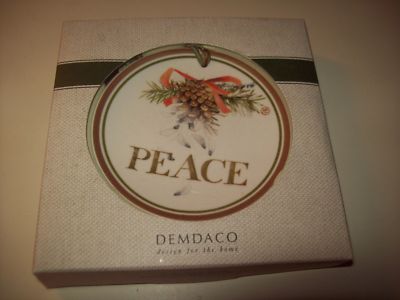 ®
PEACE
DEMDACO
design for the home